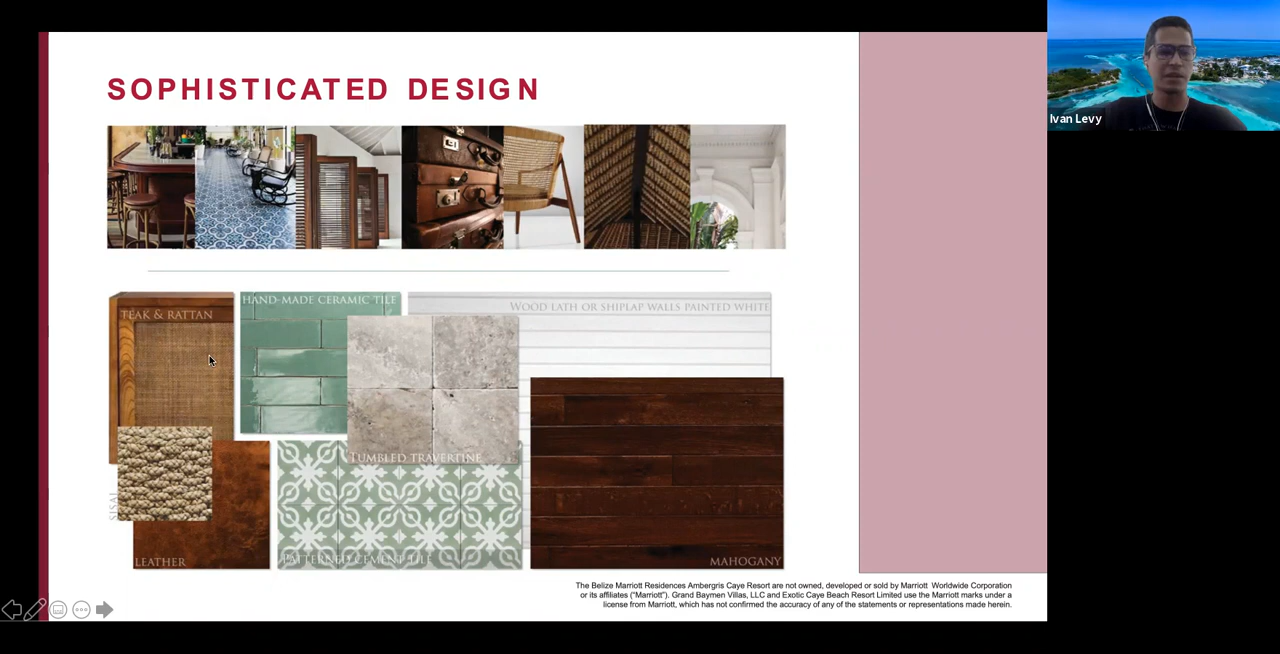 SOPHISTICATED DESIGN
Ivan Levy
TEAK & RATTAN
HAND-MADE CERAMIC TILE
WOOD LATH OR SHIPLAP WALLS PAINTED WHITE
TUMBLED TRAVERTINE
SISAL
LEATHER
PATTERNED CEMENT TILE
MAHOGANY
The Belize Marriott Residences Ambergris Caye Resort are not owned, developed or sold by Marriott Worldwide Corporation
or its affiliates ("Marriott"). Grand Baymen Villas, LLC and Exotic Caye Beach Resort Limited use the Marriott marks under a
license from Marriott, which has not confirmed the accuracy of any of the statements or representations made herein.